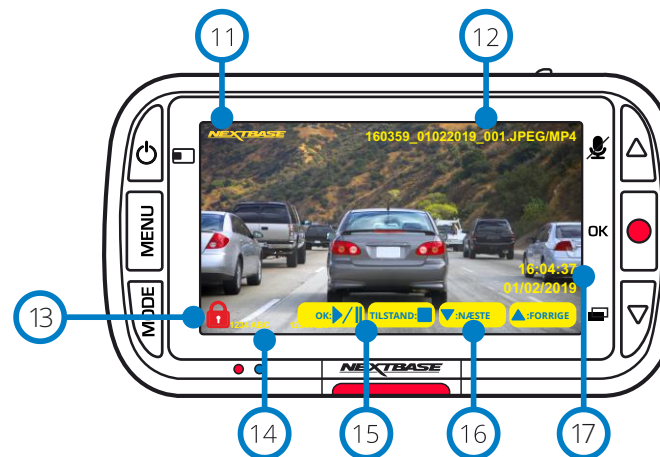 11
12
NEXTBASE
160359_01022019_001.JPEG/MP4
MENU
OK
16:04:37
01/02/2019
13
MODE
OK: / TILSTAND: :NÆSTE :FORRIGE
NEXTBASE
14
15
16
17